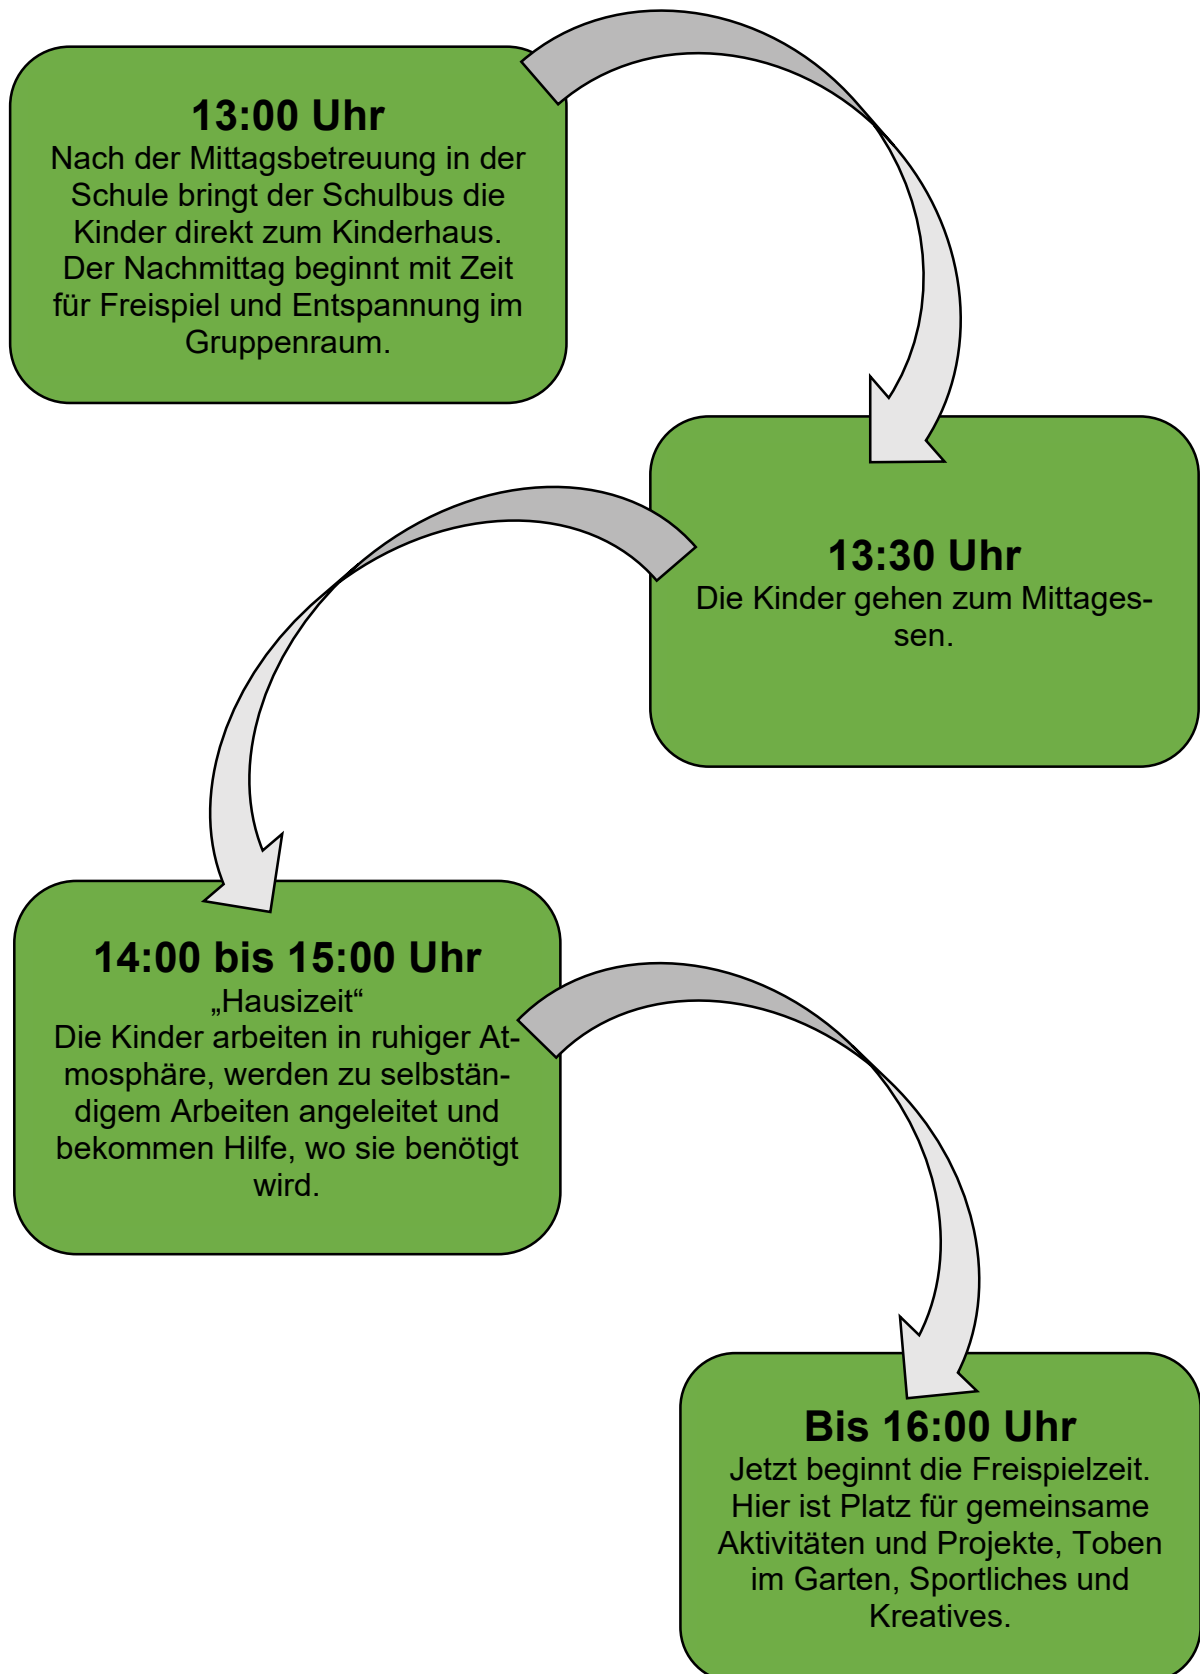 13:00 Uhr
Nach der Mittagsbetreuung in der
Schule bringt der Schulbus die
Kinder direkt zum Kinderhaus.
Der Nachmittag beginnt mit Zeit
für Freispiel und Entspannung im
Gruppenraum.
13:30 Uhr
Die Kinder gehen zum Mittages-
sen.
14:00 bis 15:00 Uhr
„Hausizeit“
Die Kinder arbeiten in ruhiger At-
mosphäre, werden zu selbstän-
digem Arbeiten angeleitet und
bekommen Hilfe, wo sie benötigt
wird.
Bis 16:00 Uhr
Jetzt beginnt die Freispielzeit.
Hier ist Platz für gemeinsame
Aktivitäten und Projekte, Toben
im Garten, Sportliches und
Kreatives.